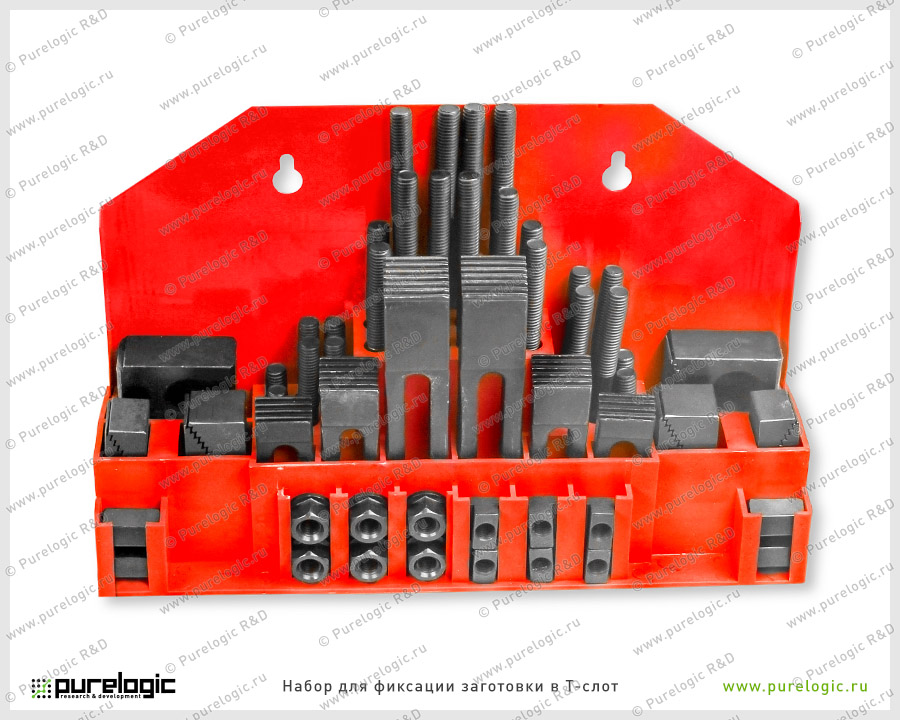 © Purelogic R&D
www.purelogic.ru
purelogic
research & development
Набор для фиксации заготовки в Т-слот
www.purelogic.ru